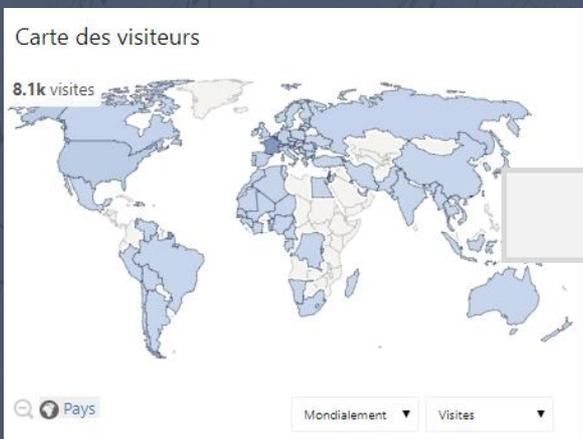 Carte des visiteurs
8.1k visites
Pays
Mondialement
Visites